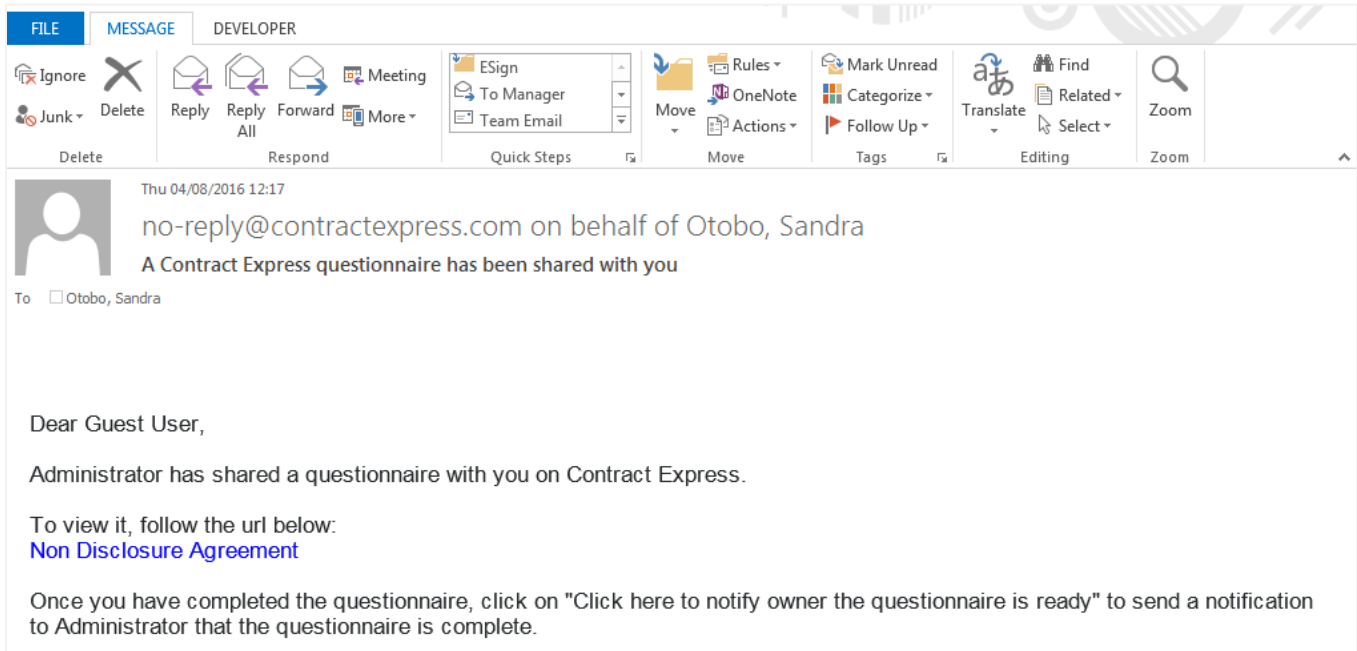 FILE MESSAGE DEVELOPER
Ignore
Junk
Delete
Reply
Reply All
Forward
Meeting
More
ESign
To Manager
Team Email
Move
Rules
OneNote
Actions
Mark Unread
Categorize
Follow Up
Translate
Find
Related
Select
Zoom
Delete Respond Quick Steps Move Tags Editing Zoom
Thu 04/08/2016 12:17
no-reply@contractexpress.com on behalf of Otobo, Sandra
A Contract Express questionnaire has been shared with you
To Otobo, Sandra
Dear Guest User,
Administrator has shared a questionnaire with you on Contract Express.
To view it, follow the url below:
Non Disclosure Agreement
Once you have completed the questionnaire, click on "Click here to notify owner the questionnaire is ready" to send a notification
to Administrator that the questionnaire is complete.